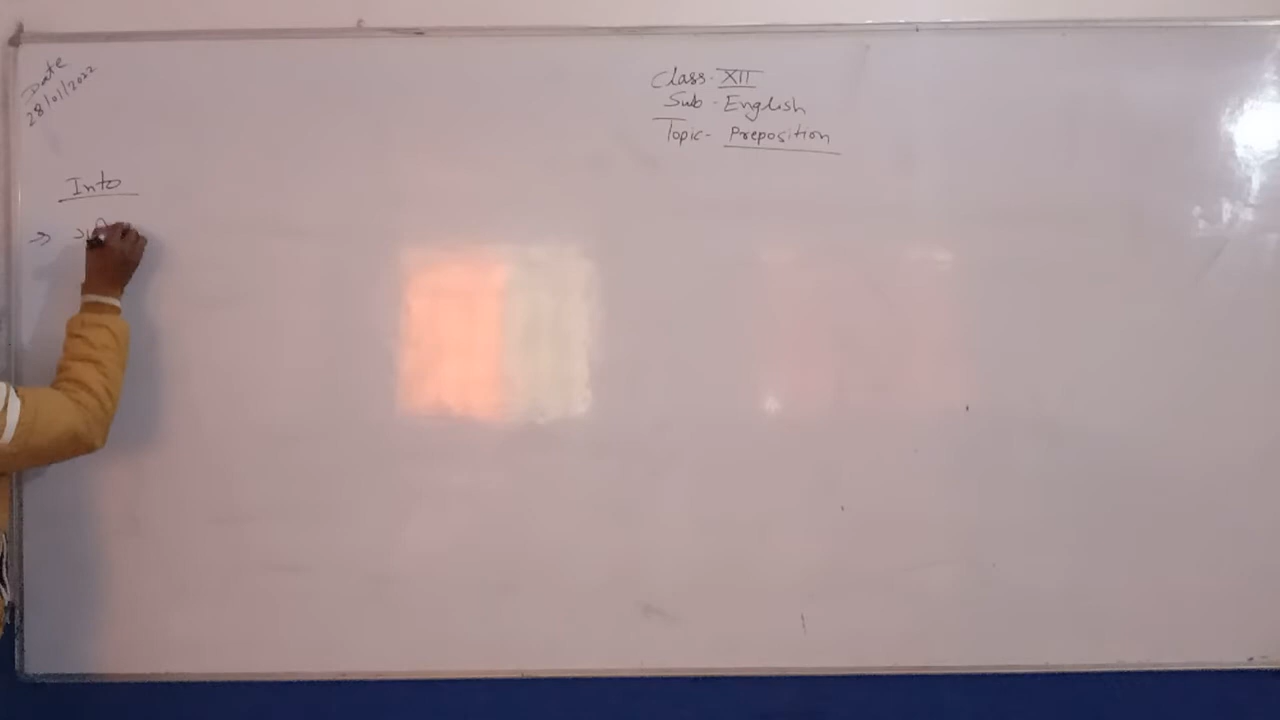 Date
28/01/2022
Class - XII
Sub - English
Topic - Preposition
Into
→